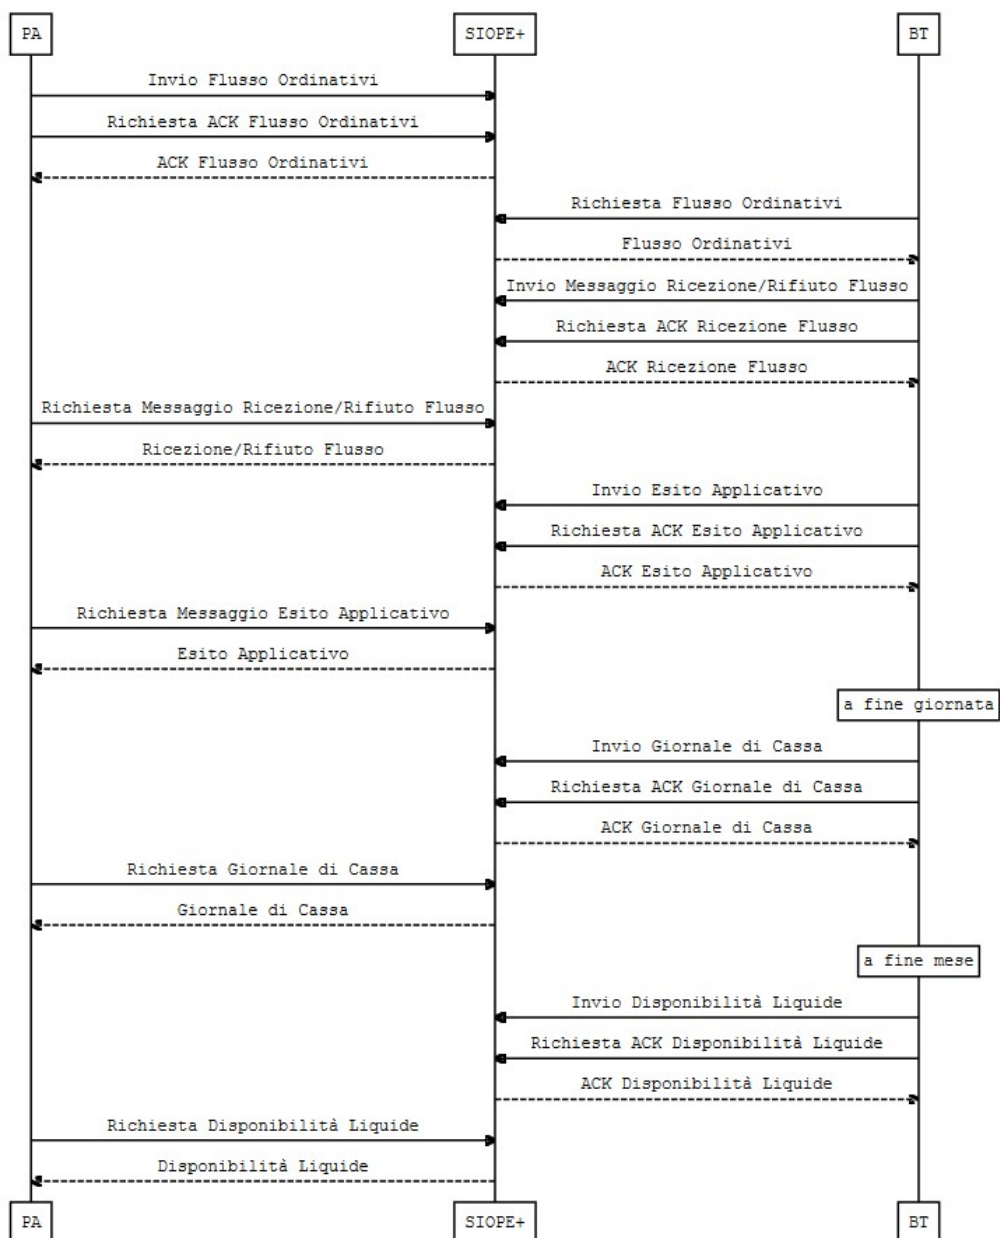 PA SIOPE+ BT
Invio Flusso Ordinativi
Richiesta ACK Flusso Ordinativi
ACK Flusso Ordinativi
Richiesta Flusso Ordinativi
Flusso Ordinativi
Invio Messaggio Ricezione/Rifiuto Flusso
Richiesta ACK Ricezione Flusso
ACK Ricezione Flusso
Richiesta Messaggio Ricezione/Rifiuto Flusso
Ricezione/Rifiuto Flusso
Invio Esito Applicativo
Richiesta ACK Esito Applicativo
ACK Esito Applicativo
Richiesta Messaggio Esito Applicativo
Esito Applicativo
a fine giornata
Invio Giornale di Cassa
Richiesta ACK Giornale di Cassa
ACK Giornale di Cassa
Richiesta Giornale di Cassa
Giornale di Cassa
a fine mese
Invio Disponibilità Liquide
Richiesta ACK Disponibilità Liquide
ACK Disponibilità Liquide
Richiesta Disponibilità Liquide
Disponibilità Liquide
PA SIOPE+ BT